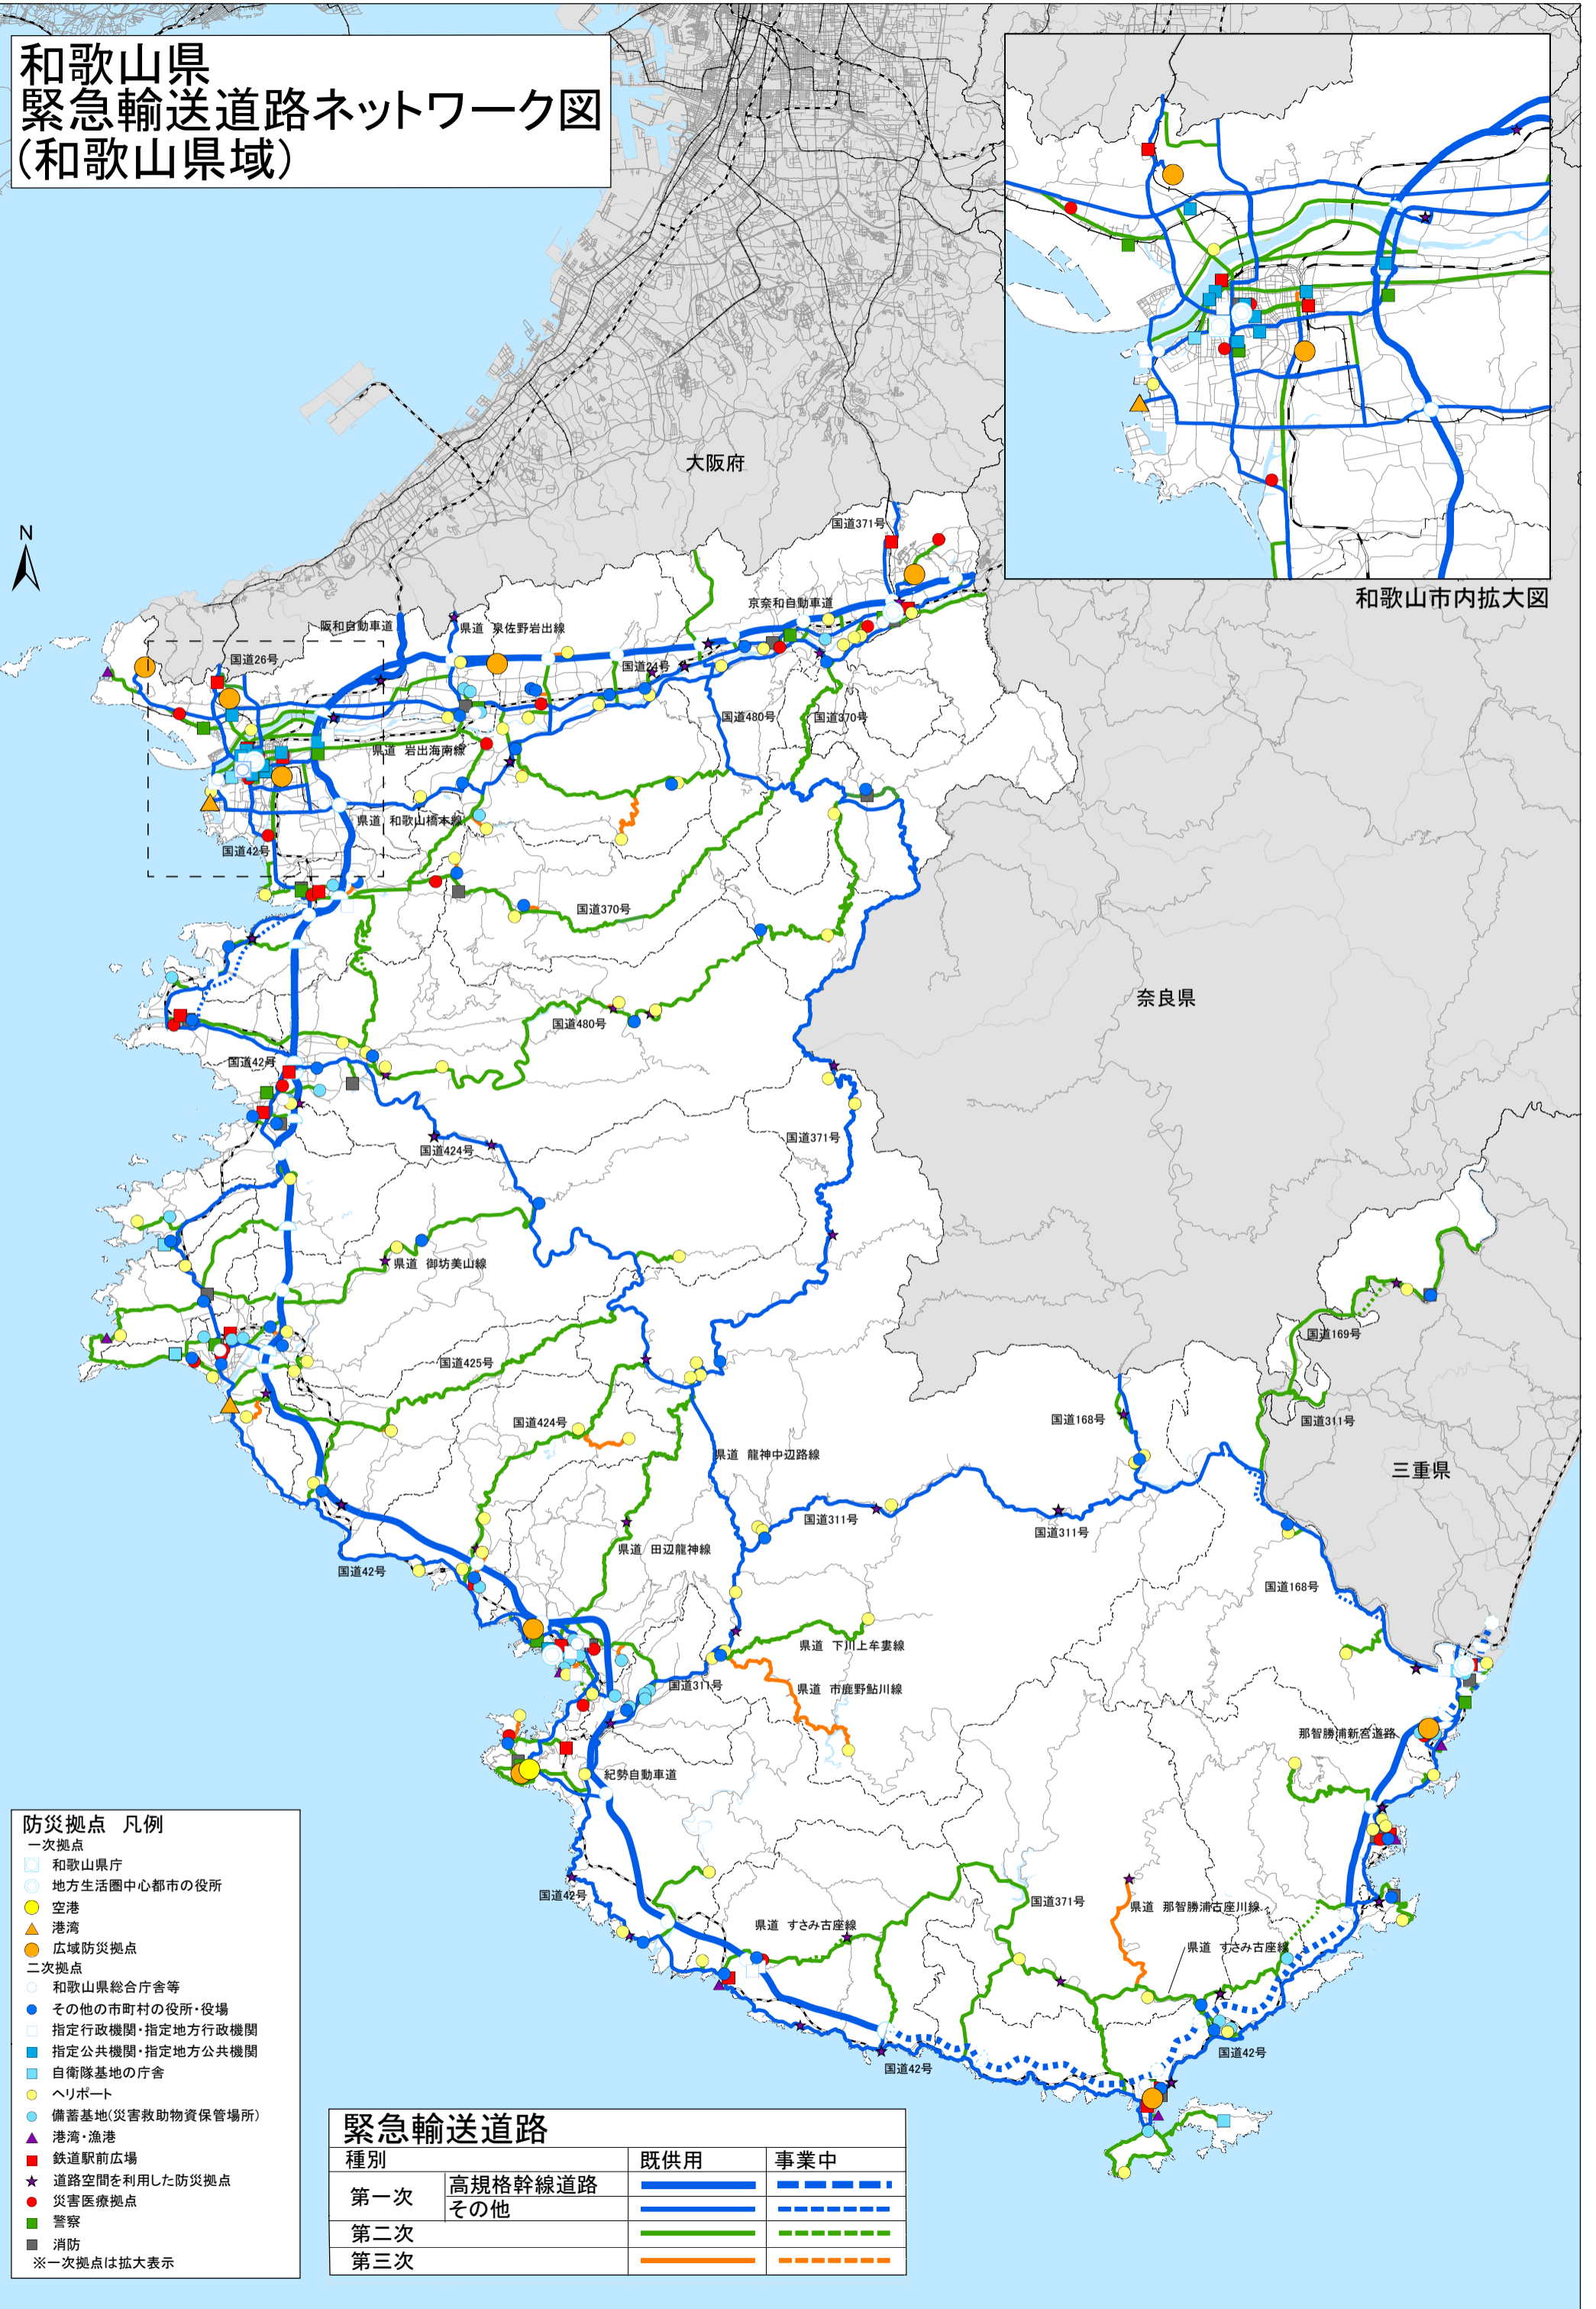 和歌山県
緊急輸送道路ネットワーク図
(和歌山県域)
和歌山市内拡大図
N
大阪府
国道371号
京奈和自動車道
阪和自動車道
県道 泉佐野岩出線
国道26号
国道24号
国道480号
国道370号
県道 岩出海南線
県道 和歌山橋本線
国道42号
国道370号
奈良県
国道480号
国道42号
国道371号
国道424号
県道 御坊美山線
国道169号
国道425号
国道168号
国道311号
国道424号
県道 龍神中辺路線
三重県
国道311号
国道311号
県道 田辺龍神線
国道42号
国道168号
県道 下川上牟婁線
国道311号
県道 市鹿野鮎川線
那智勝浦新宮道路
紀勢自動車道
国道42号
国道371号
県道 那智勝浦古座川線
県道 すさみ古座線
県道 すさみ古座線
国道42号
国道42号
防災拠点 凡例
一次拠点
和歌山県庁
地方生活圏中心都市の役所
空港
港湾
広域防災拠点
二次拠点
和歌山県総合庁舎等
その他の市町村の役所・役場
指定行政機関・指定地方行政機関
指定公共機関・指定地方公共機関
自衛隊基地の庁舎
ヘリポート
備蓄基地(災害救助物資保管場所)
港湾・漁港
鉄道駅前広場
道路空間を利用した防災拠点
災害医療拠点
警察
消防
※一次拠点は拡大表示
緊急輸送道路
種別 既供用 事業中
第一次 高規格幹線道路
その他
第二次
第三次